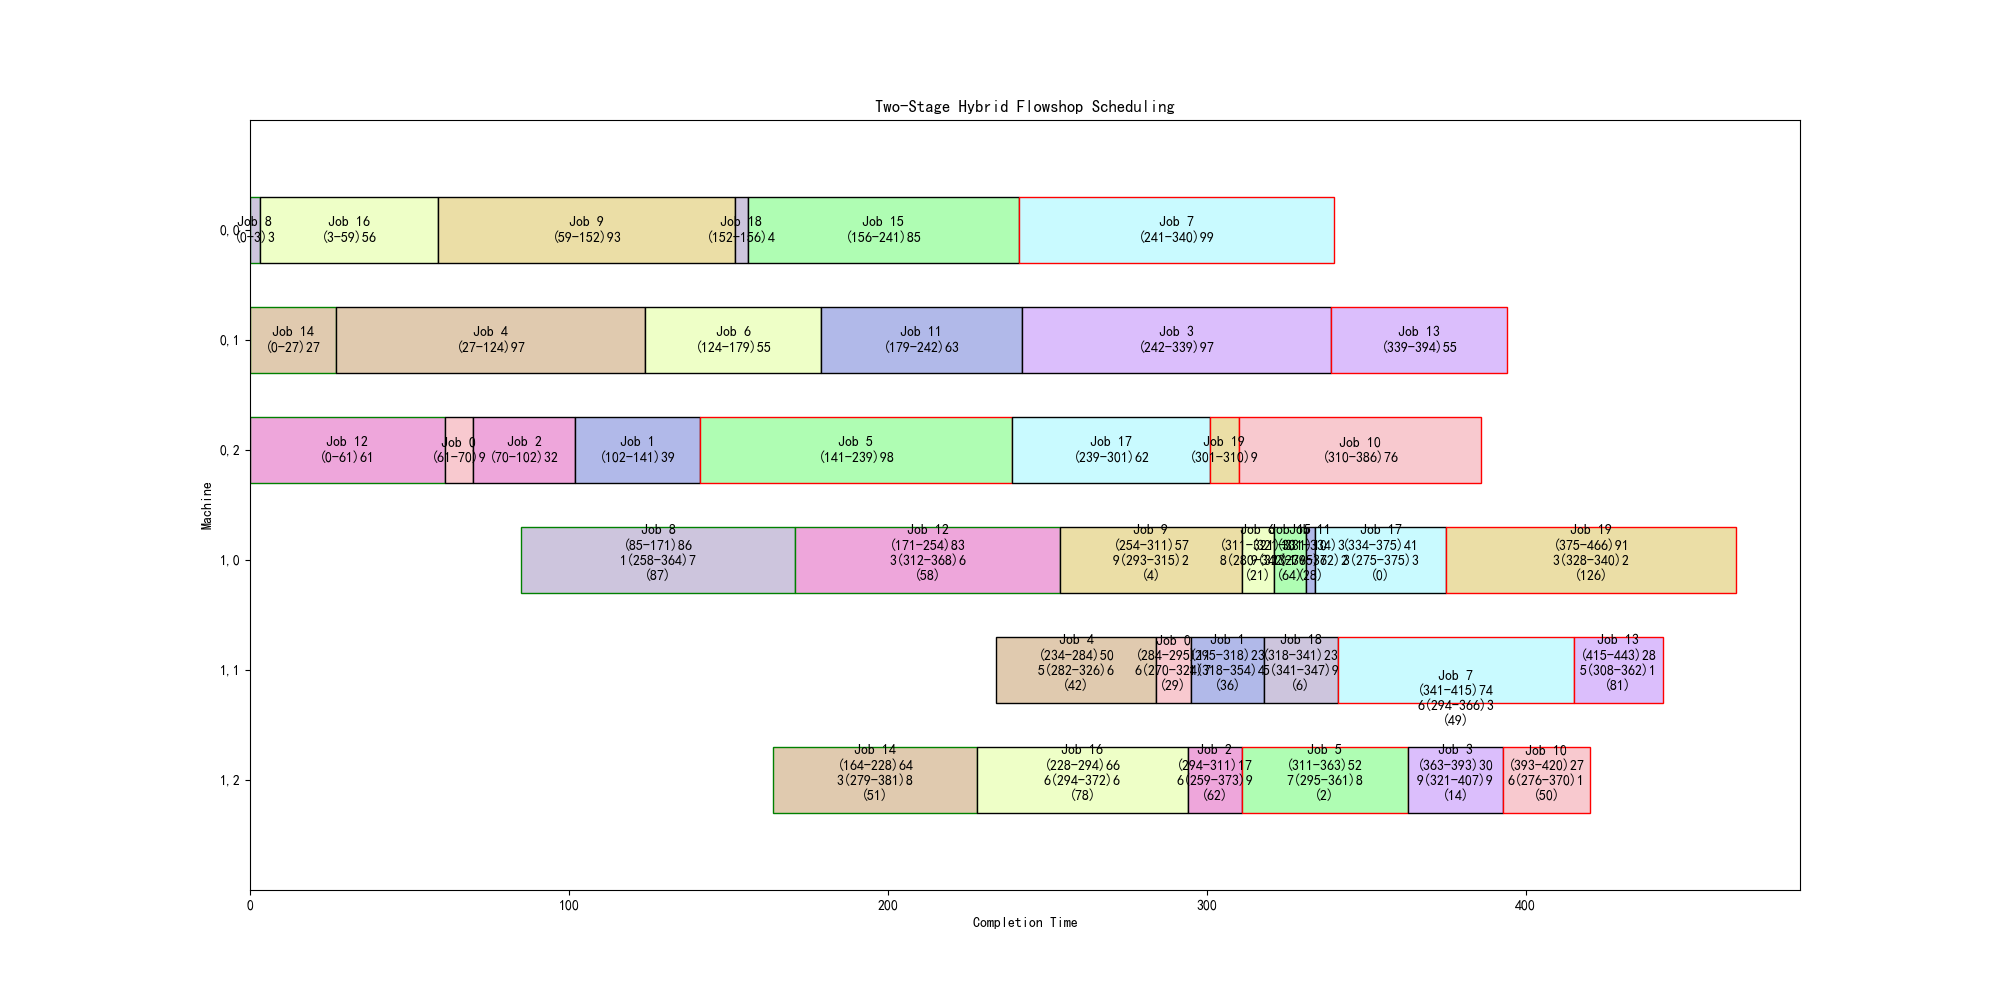 Two-Stage Hybrid Flowshop Scheduling
0,0
Job 8
(0-3)3
Job 16
(3-59)56
Job 9
(59-152)93
Job 18
(152-156)4
Job 15
(156-241)85
Job 7
(241-340)99
0,1
Job 14
(0-27)27
Job 4
(27-124)97
Job 6
(124-179)55
Job 11
(179-242)63
Job 3
(242-339)97
Job 13
(339-394)55
0,2
Job 12
(0-61)61
Job 0
(61-70)9
Job 2
(70-102)32
Job 1
(102-141)39
Job 5
(141-239)98
Job 17
(239-301)62
Job 19
(301-310)9
Job 10
(310-386)76
Machine
1,0
Job 8
(85-171)86
1(258-364)7
(87)
Job 12
(171-254)83
3(312-368)6
(58)
Job 9
(254-311)57
9(293-315)2
(4)
(21)
(64)
(28)
Job 17
(334-375)41
3(275-375)3
(0)
Job 19
(375-466)91
3(328-340)2
(126)
1,1
Job 4
(234-284)50
5(282-326)6
(42)
Job 0
(284-295)11
6(270-324)7
(29)
Job 1
(295-318)23
(318-354)4
(36)
Job 18
(318-341)23
5(341-347)9
(6)
Job 7
(341-415)74
6(294-366)3
(49)
Job 13
(415-443)28
5(308-362)1
(81)
1,2
Job 14
(164-228)64
3(279-381)8
(51)
Job 16
(228-294)66
6(294-372)6
(78)
Job 2
(294-311)17
6(259-373)9
(62)
Job 5
(311-363)52
7(295-361)8
(2)
Job 3
(363-393)30
9(321-407)9
(14)
Job 10
(393-420)27
6(276-370)1
(50)
0
100
200
300
400
Completion Time